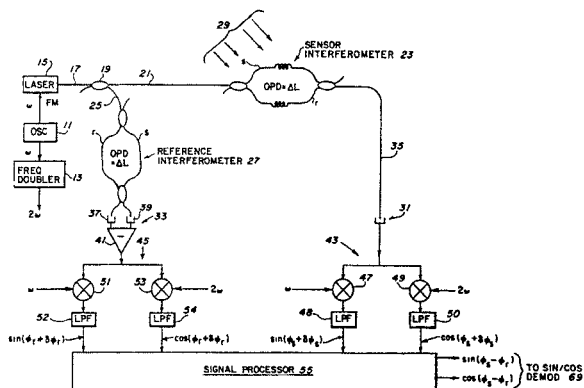 29
SENSOR
INTERFEROMETER 23
15
LASER
17
19
21
S
OPD=ΔL
r
ω
FM
25
OSC
11
ω
FREQ
DOUBLER
13
2ω
r
OPD
=ΔL
S
REFERENCE
INTERFEROMETER 27
35
37
39
33
41
−
45
31
43
ω
51
53
2ω
ω
47
49
2ω
LPF
52
LPF
54
LPF
48
LPF
50
sin(ϕr+δϕr)
cos(ϕr+δϕr)
sin(ϕs+δϕs)
cos(ϕs+δϕs)
SIGNAL PROCESSOR 55
sin(ϕs−ϕr)
cos(ϕs−ϕr)
TO SIN/COS
DEMOD 69